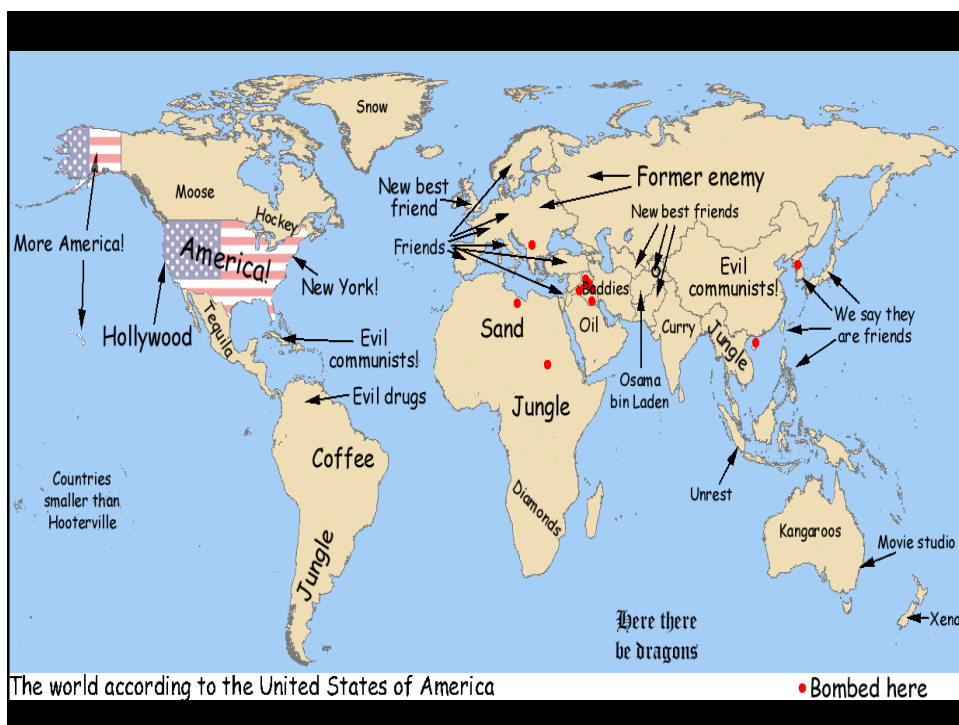 Snow
Moose
Hockey
More America!
America!
New York!
Hollywood
Tequila
Evil
communists!
Evil drugs
Coffee
Jungle
Countries
smaller than
Hooterville
New best
friend
Friends
Former enemy
New best friends
Baddies
Oil
Sand
Jungle
Diamonds
Osama
bin Laden
Curry
Evil
communists!
Jungle
We say they
are friends
Unrest
Kangaroos
Movie studio
Xena
Here there
be dragons
The world according to the United States of America
Bombed here